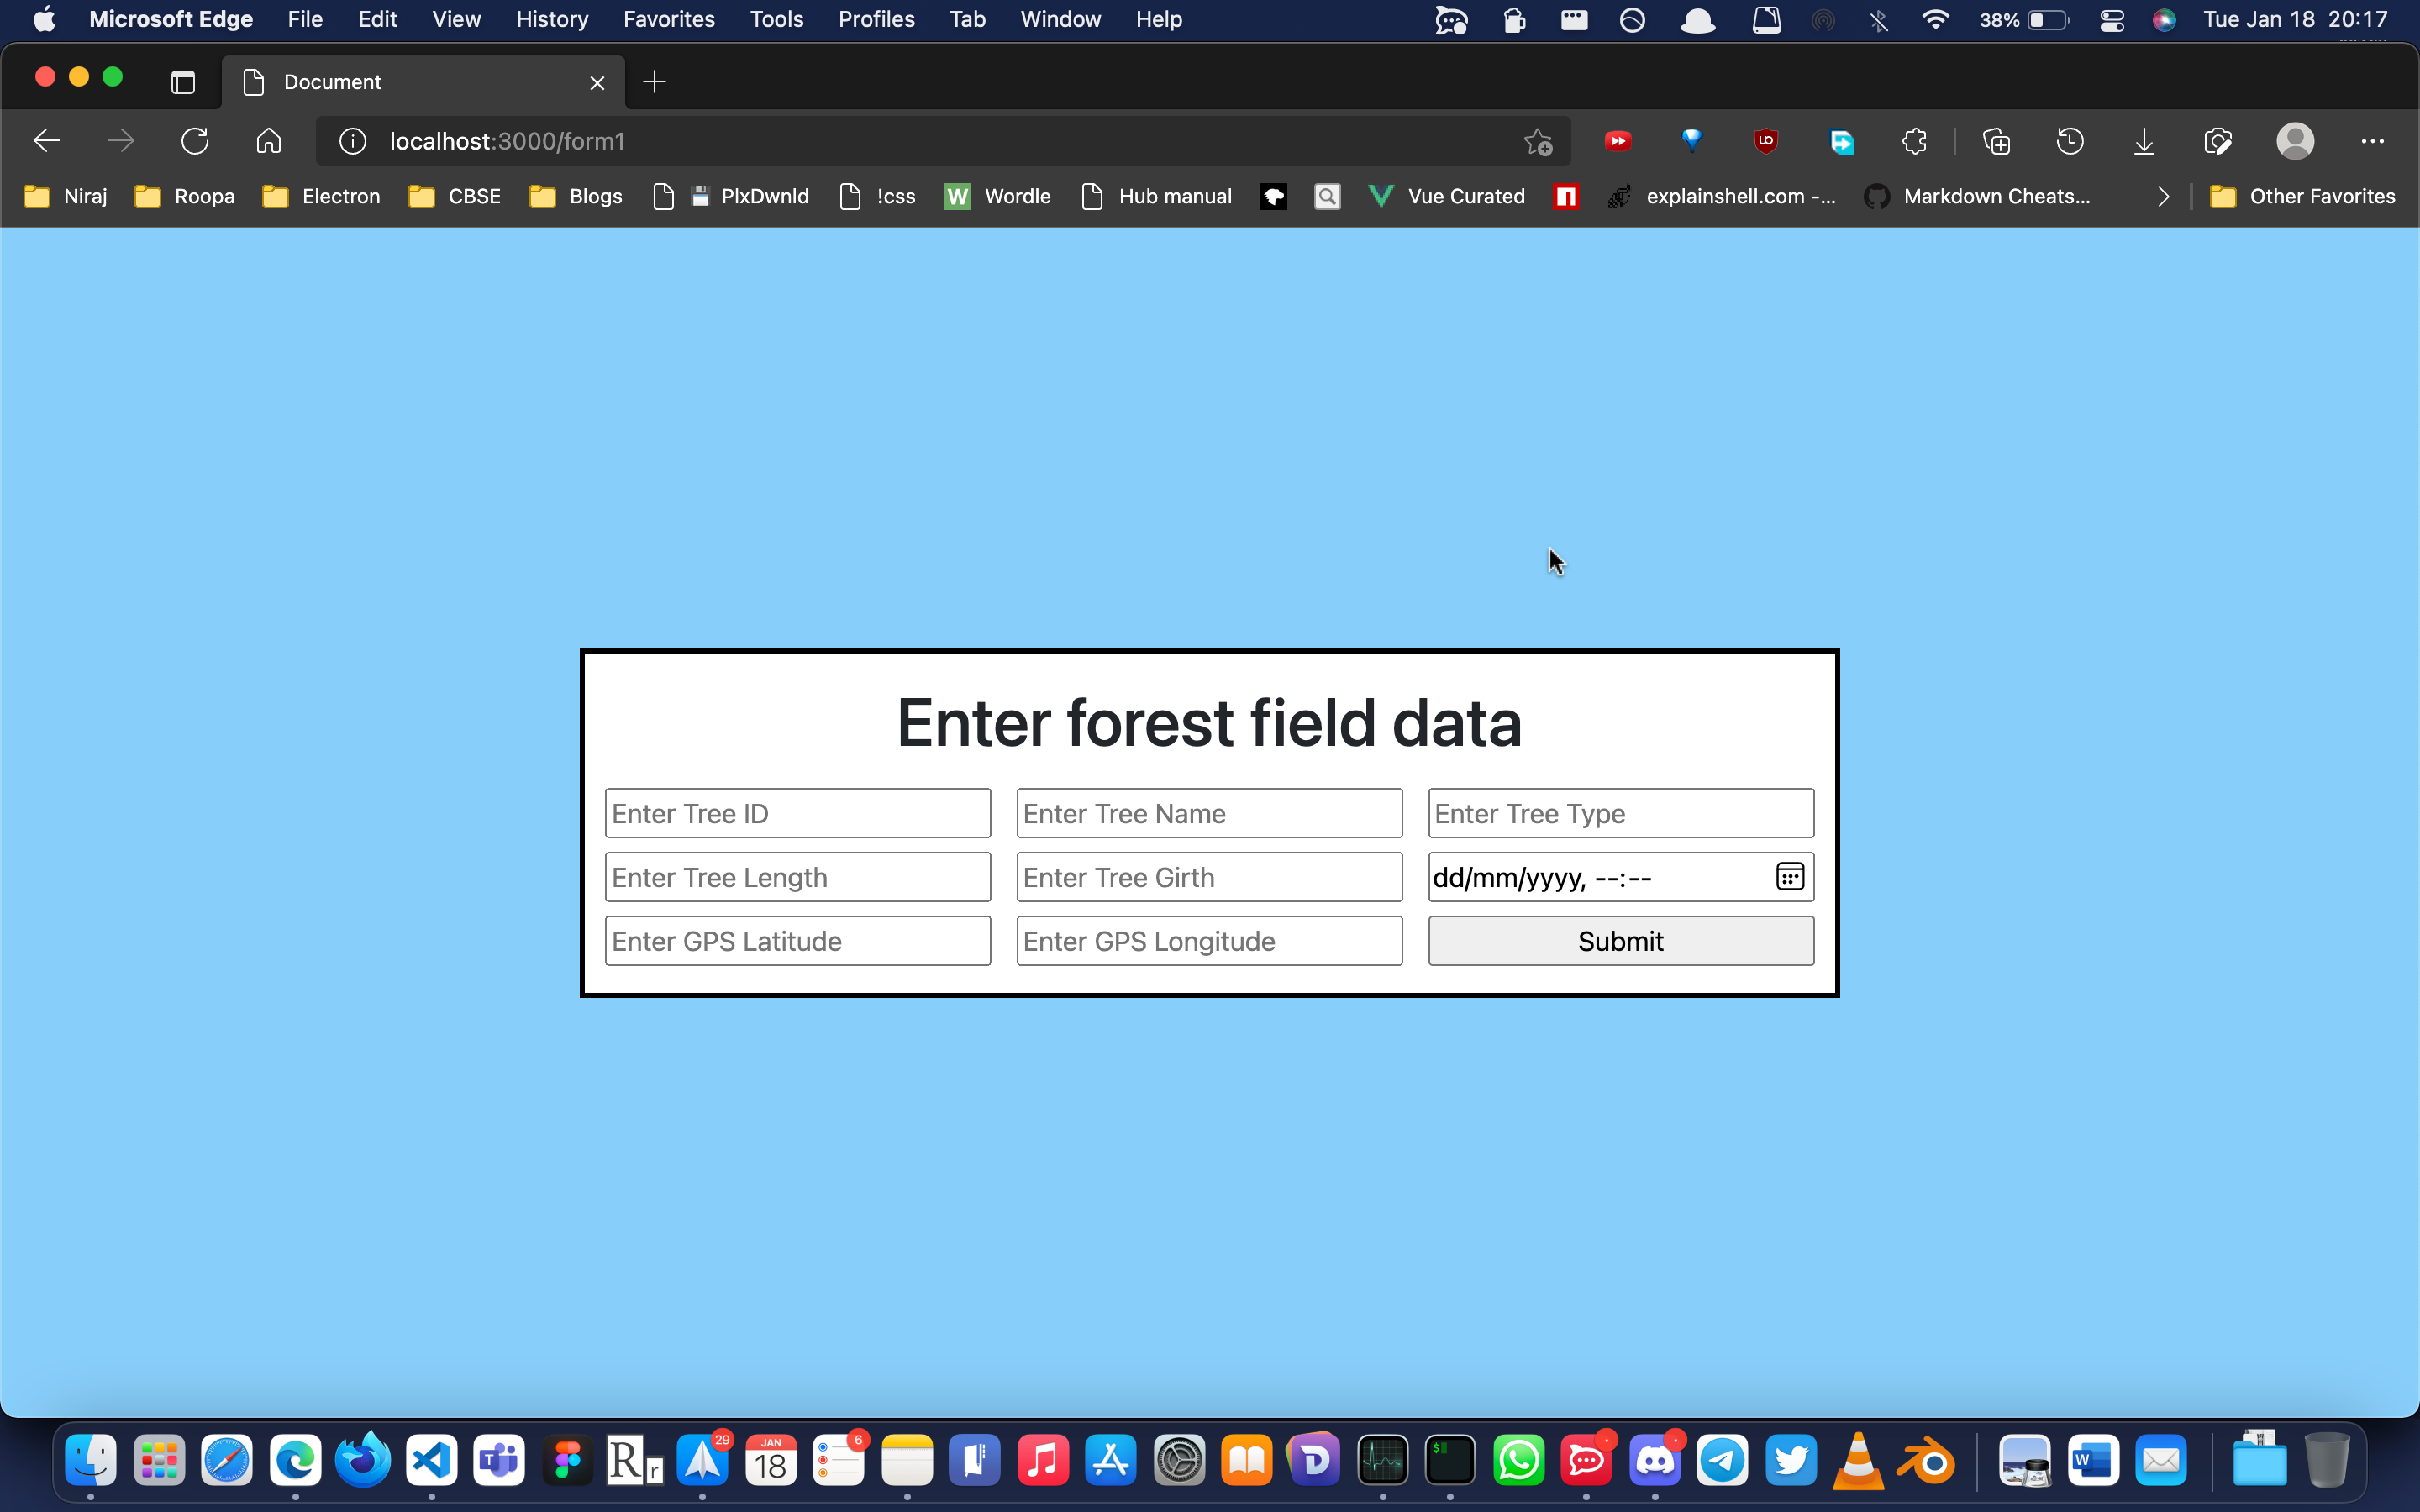 Microsoft Edge File Edit View History Favorites Tools Profiles Tab Window Help 38% Tue Jan 18 20:17
Document
localhost:3000/form1
Niraj Roopa Electron CBSE Blogs PlxDwnld !css W Wordle Hub manual Vue Curated explainshell.com -... Markdown Cheats... Other Favorites
Enter forest field data
Enter Tree ID Enter Tree Name Enter Tree Type
Enter Tree Length Enter Tree Girth dd/mm/yyyy, --:--
Enter GPS Latitude Enter GPS Longitude Submit
29 JAN 18 6